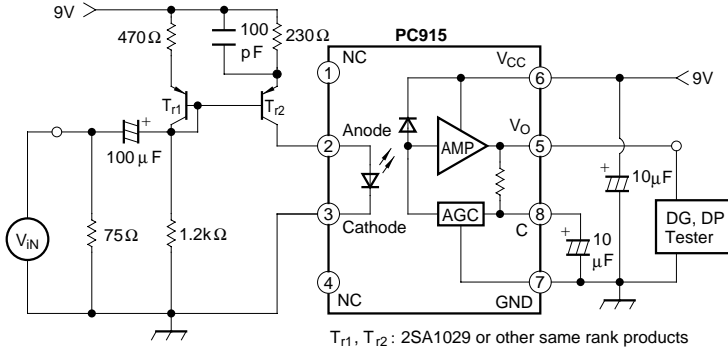 9V
470Ω
100
pF
230Ω
PC915
NC
1
VCC
6
9V
Tr1
Tr2
Anode
2
AMP
VO
5
100 μF
+
10μF
+
ViN
75Ω
1.2kΩ
3
Cathode
AGC
C
8
+
10
μF
DG, DP
Tester
4
NC
GND
7
Tr1, Tr2 : 2SA1029 or other same rank products